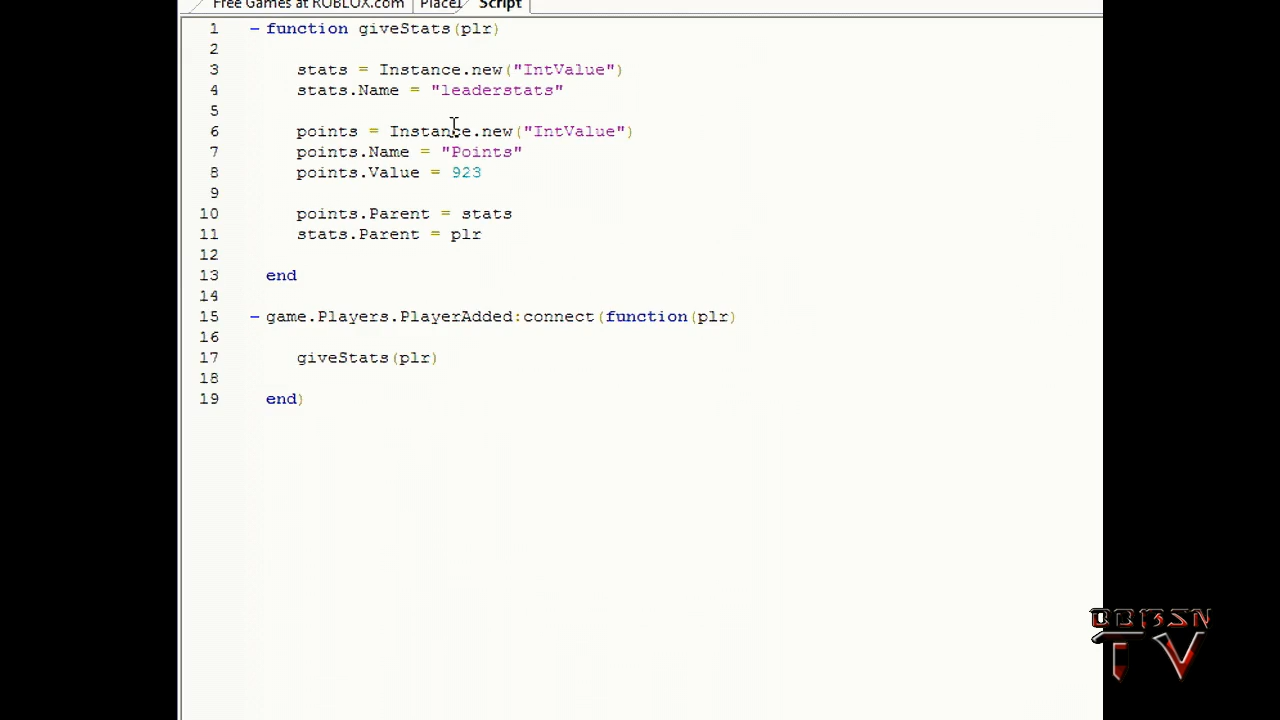 Free Games at ROBLOX.com Place1 Script
1 - function giveStats(plr)
2
3 stats = Instance.new("IntValue")
4 stats.Name = "leaderstats"
5
6 points = Instance.new("IntValue")
7 points.Name = "Points"
8 points.Value = 923
9
10 points.Parent = stats
11 stats.Parent = plr
12
13 end
14
15 - game.Players.PlayerAdded:connect(function(plr)
16
17 giveStats(plr)
18
19 end)
TV